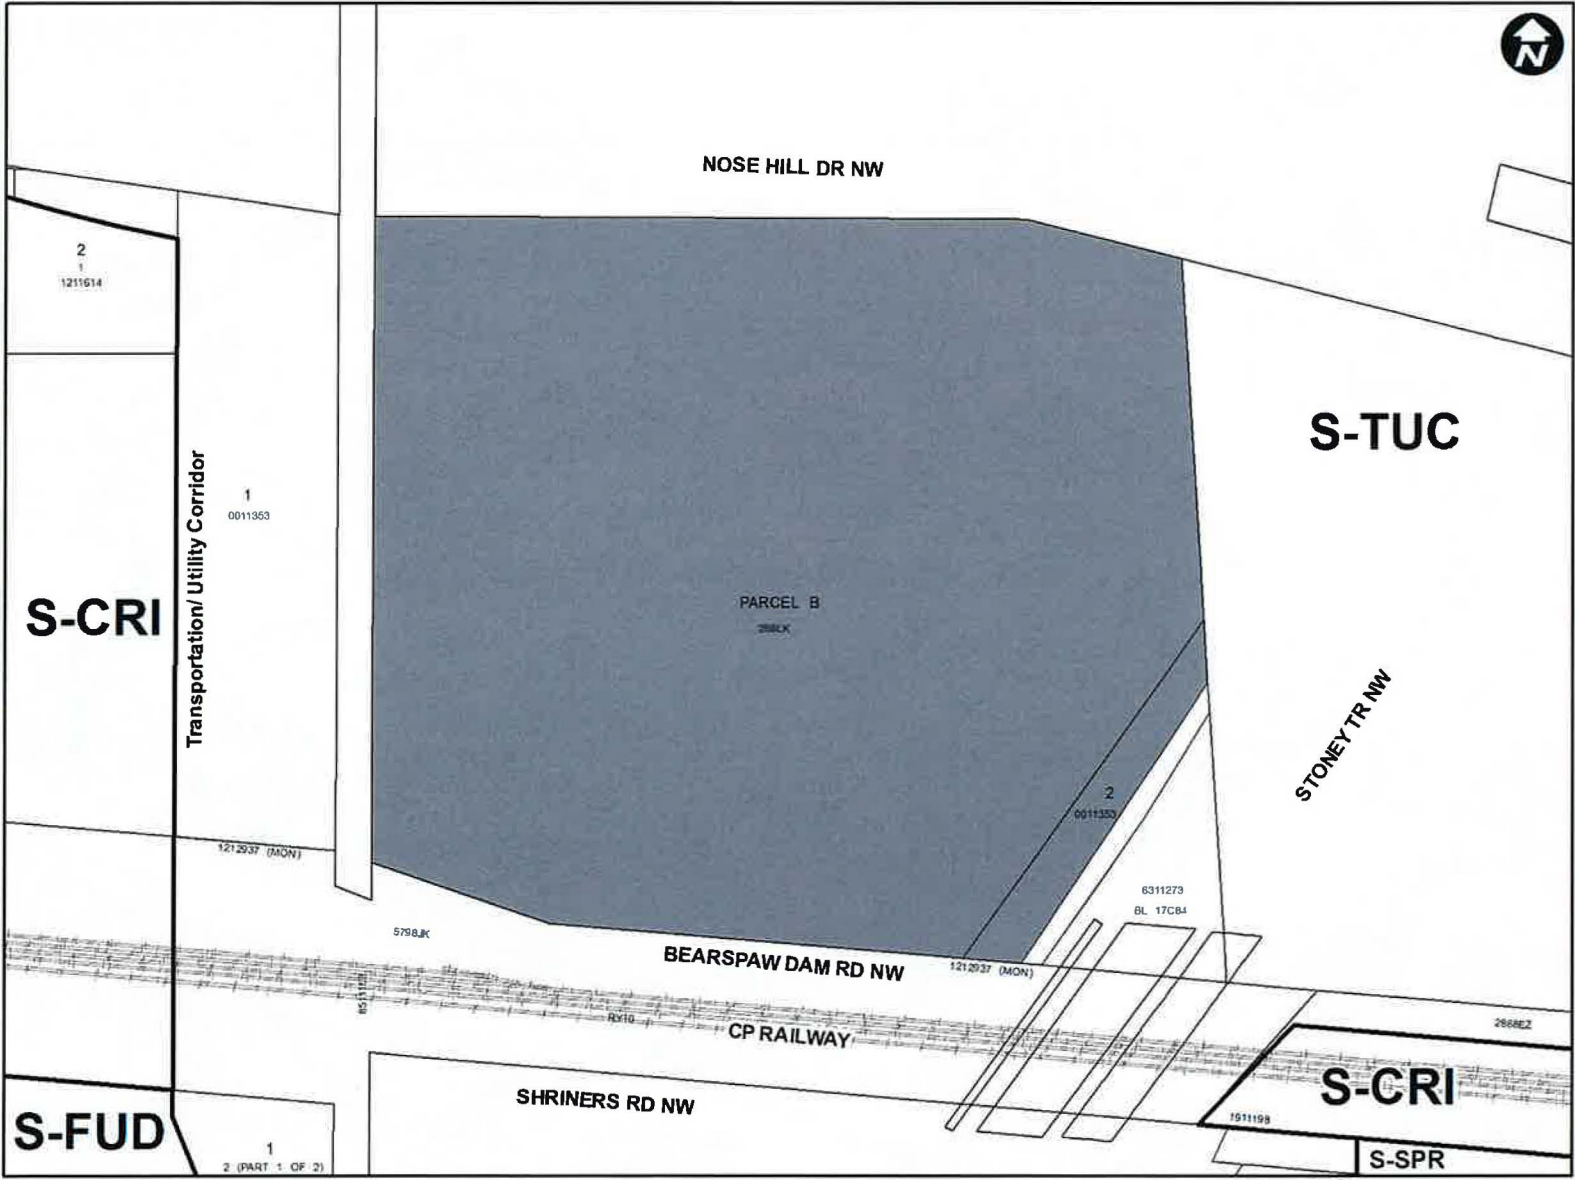 N
NOSE HILL DR NW
2
1
1211614
S-TUC
1
0011353
Transportation/ Utility Corridor
S-CRI
PARCEL B
STONEY TR NW
2
0011353
1212937 (MON)
6311273
BL 17C84
5798JK
BEARSPAW DAM RD NW
1212937 (MON)
RY10
CP RAILWAY
2868EZ
S-CRI
SHRINERS RD NW
1911198
S-FUD
1
2 (PART 1 OF 2)
S-SPR